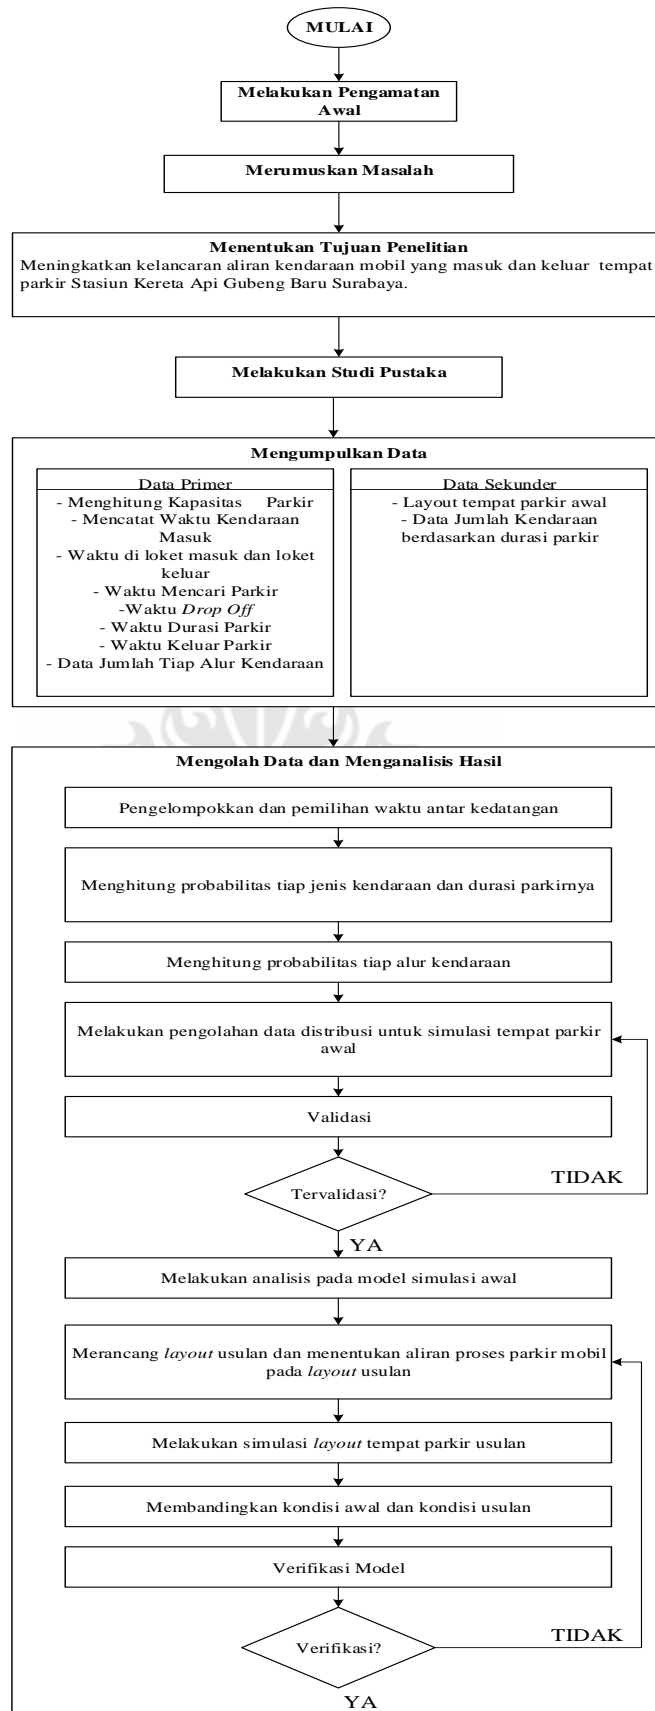 MULAI
Melakukan Pengamatan
Awal
Merumuskan Masalah
Menentukan Tujuan Penelitian
Meningkatkan kelancaran aliran kendaraan mobil yang masuk dan keluar tempat
parkir Stasiun Kereta Api Gubeng Baru Surabaya.
Melakukan Studi Pustaka
Mengumpulkan Data
Data Primer
- Menghitung Kapasitas Parkir
- Mencatat Waktu Kendaraan
Masuk
- Waktu di loket masuk dan loket
keluar
- Waktu Mencari Parkir
-Waktu Drop Off
- Waktu Durasi Parkir
- Waktu Keluar Parkir
- Data Jumlah Tiap Alur Kendaraan
Data Sekunder
- Layout tempat parkir awal
- Data Jumlah Kendaraan
berdasarkan durasi parkir
Mengolah Data dan Menganalisis Hasil
Pengelompokkan dan pemilihan waktu antar kedatangan
Menghitung probabilitas tiap jenis kendaraan dan durasi parkirnya
Menghitung probabilitas tiap alur kendaraan
Melakukan pengolahan data distribusi untuk simulasi tempat parkir
awal
Validasi
Tervalidasi?
TIDAK
YA
Melakukan analisis pada model simulasi awal
Merancang layout usulan dan menentukan aliran proses parkir mobil
pada layout usulan
Melakukan simulasi layout tempat parkir usulan
Membandingkan kondisi awal dan kondisi usulan
Verifikasi Model
Verifikasi?
TIDAK
YA